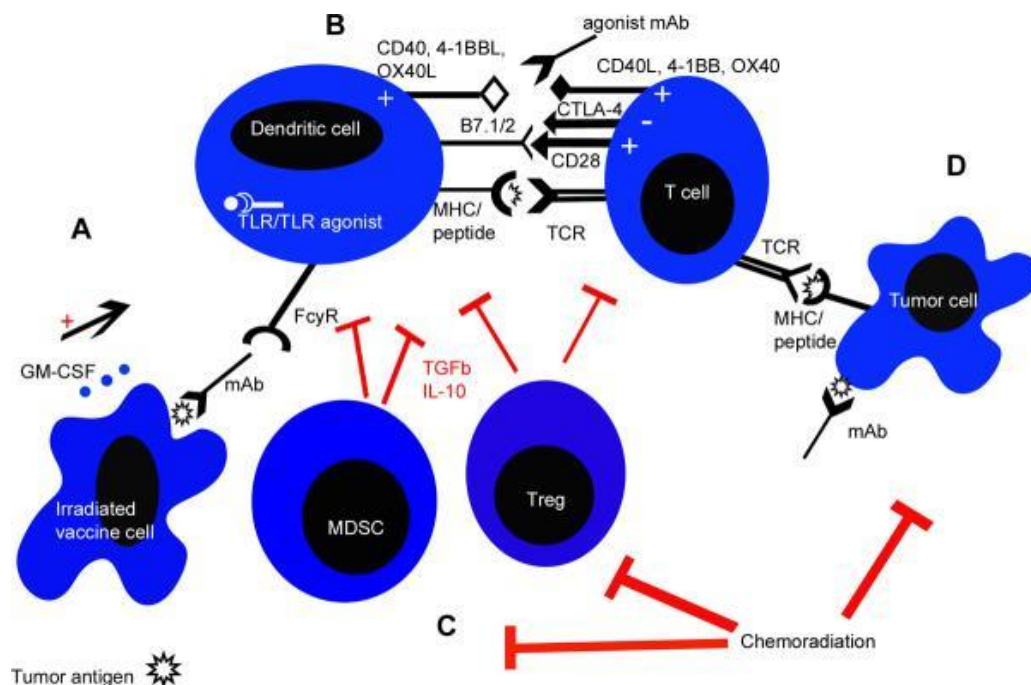 B
agonist mAb
CD40, 4-1BBL,
OX40L
CD40L, 4-1BB, OX40
+
+
CTLA-4
-
Dendritic cell
B7.1/2
+
CD28
T cell
D
TLR/TLR agonist
MHC/
peptide
TCR
A
TCR
Tumor cell
FcyR
MHC/
peptide
+
GM-CSF
mAb
TGFb
IL-10
mAb
Irradiated
vaccine cell
MDSC
Treg
C
Chemoradiation
Tumor antigen